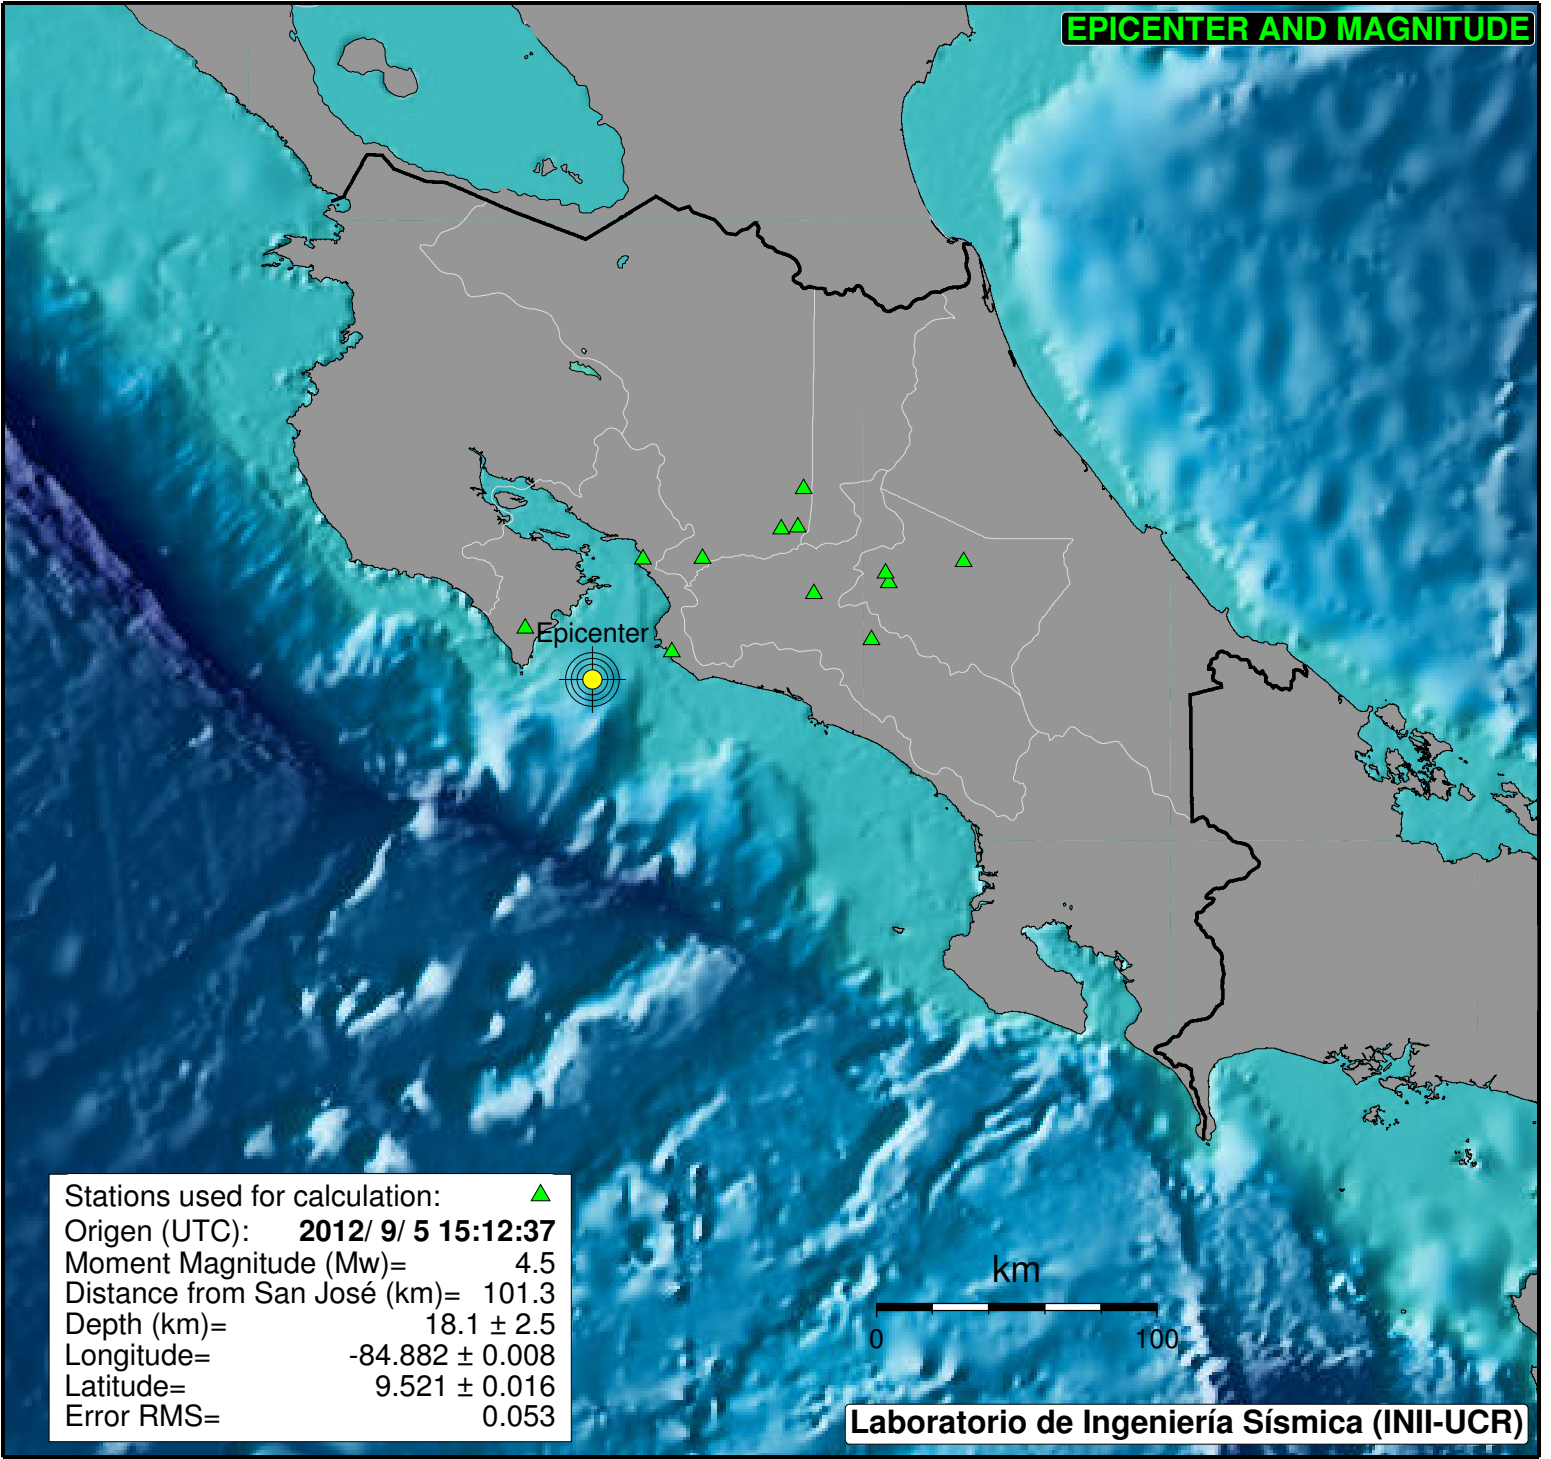 EPICENTER AND MAGNITUDE
Epicenter
Stations used for calculation:
Origen (UTC): 2012/ 9/ 5 15:12:37
Moment Magnitude (Mw)= 4.5
Distance from San José (km)= 101.3
Depth (km)= 18.1 ± 2.5
Longitude= -84.882 ± 0.008
Latitude= 9.521 ± 0.016
Error RMS= 0.053
km
0 100
Laboratorio de Ingeniería Sísmica (INII-UCR)